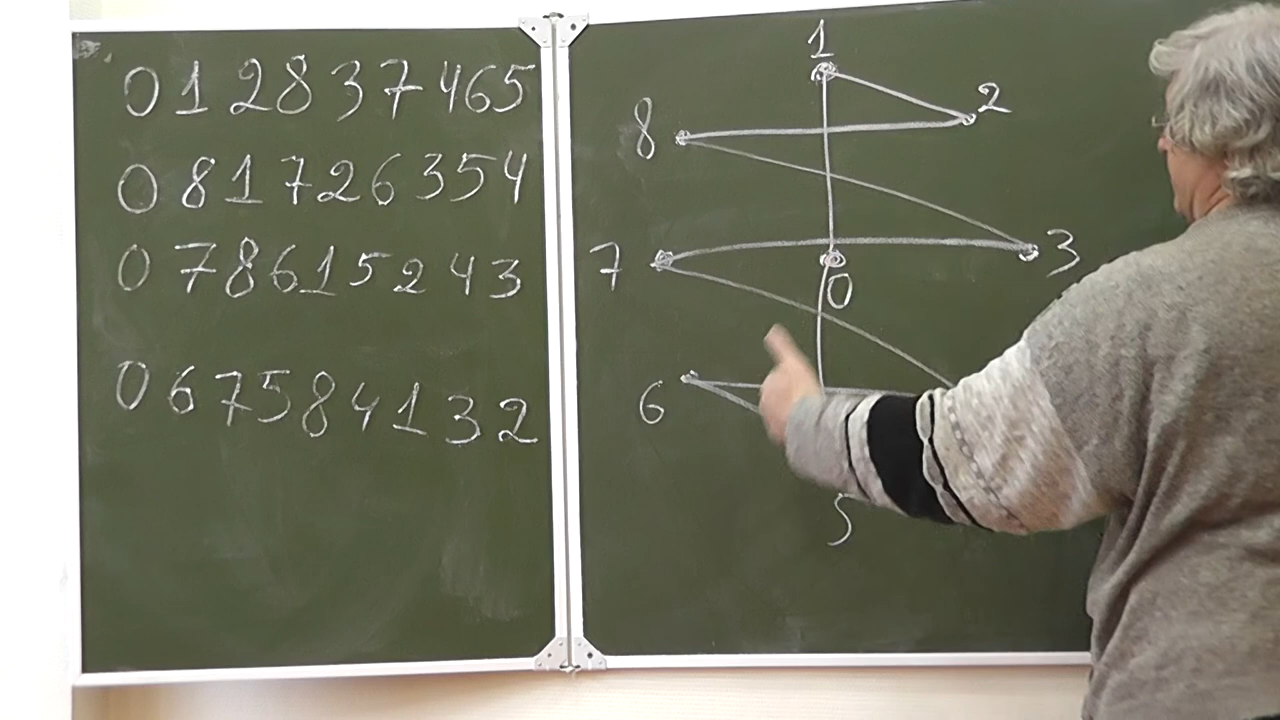 0 1 2 8 3 7 4 6 5
0 8 1 7 2 6 3 5 4
0 7 8 6 1 5 2 4 3
0 6 7 5 8 4 1 3 2
1
2
8
7
3
0
6
5